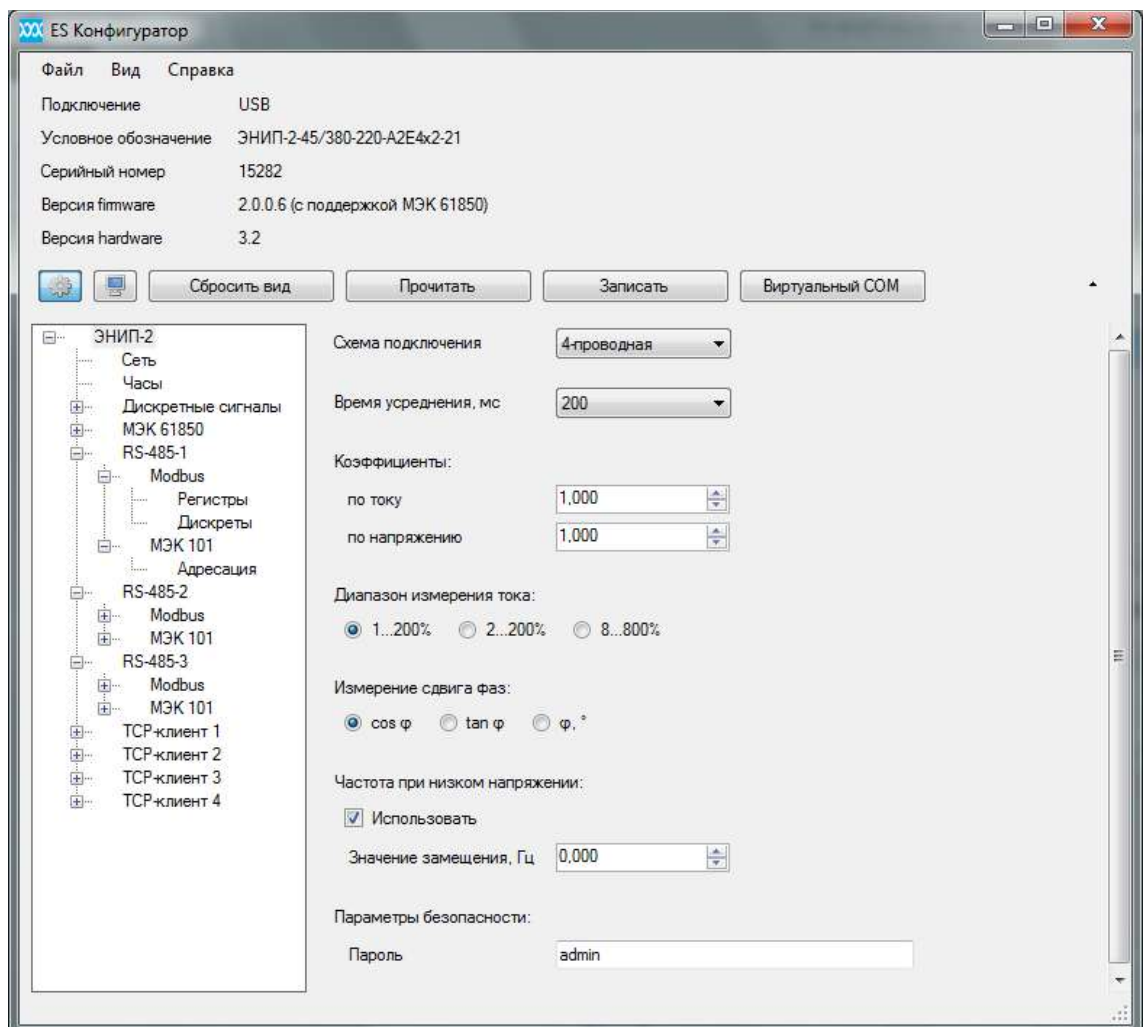 ES Конфигуратор
Файл Вид Справка
Подключение USB
Условное обозначение ЭНИП-2-45/380-220-A2E4x2-21
Серийный номер 15282
Версия firmware 2.0.0.6 (с поддержкой МЭК 61850)
Версия hardware 3.2
Сбросить вид Прочитать Записать Виртуальный COM
ЭНИП-2
Сеть
Часы
Дискретные сигналы
МЭК 61850
RS-485-1
Modbus
Регистры
Дискреты
МЭК 101
Адресация
RS-485-2
Modbus
МЭК 101
RS-485-3
Modbus
МЭК 101
TCP-клиент 1
TCP-клиент 2
TCP-клиент 3
TCP-клиент 4
Схема подключения 4-проводная
Время усреднения, мс 200
Коэффициенты:
по току 1,000
по напряжению 1,000
Диапазон измерения тока:
1...200% 2...200% 8...800%
Измерение сдвига фаз:
cos φ tan φ φ, °
Частота при низком напряжении:
Использовать
Значение замещения, Гц 0,000
Параметры безопасности:
Пароль admin